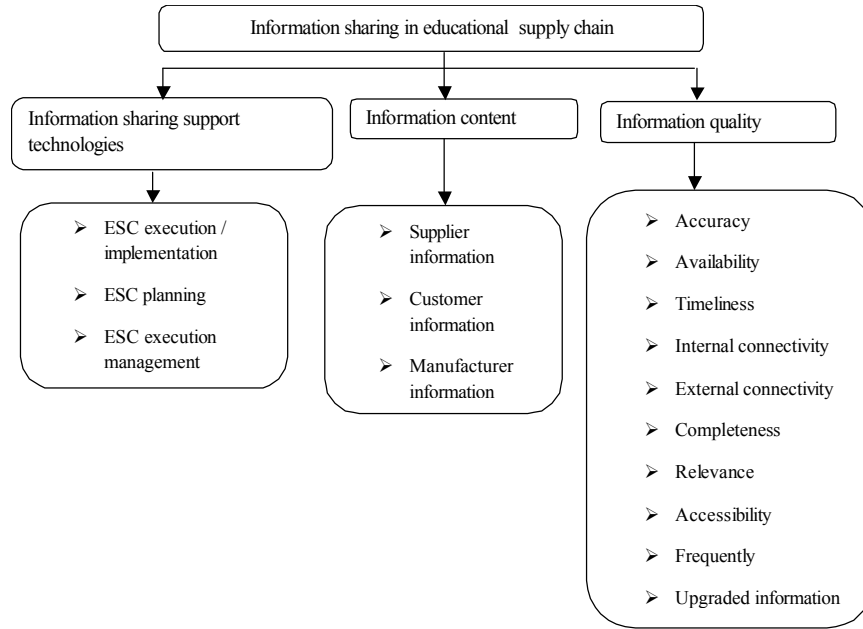 Information sharing in educational supply chain
Information sharing support
technologies
Information content
Information quality
➢ ESC execution /
implementation
➢ ESC planning
➢ ESC execution
management
➢ Supplier
information
➢ Customer
information
➢ Manufacturer
information
➢ Accuracy
➢ Availability
➢ Timeliness
➢ Internal connectivity
➢ External connectivity
➢ Completeness
➢ Relevance
➢ Accessibility
➢ Frequently
➢ Upgraded information